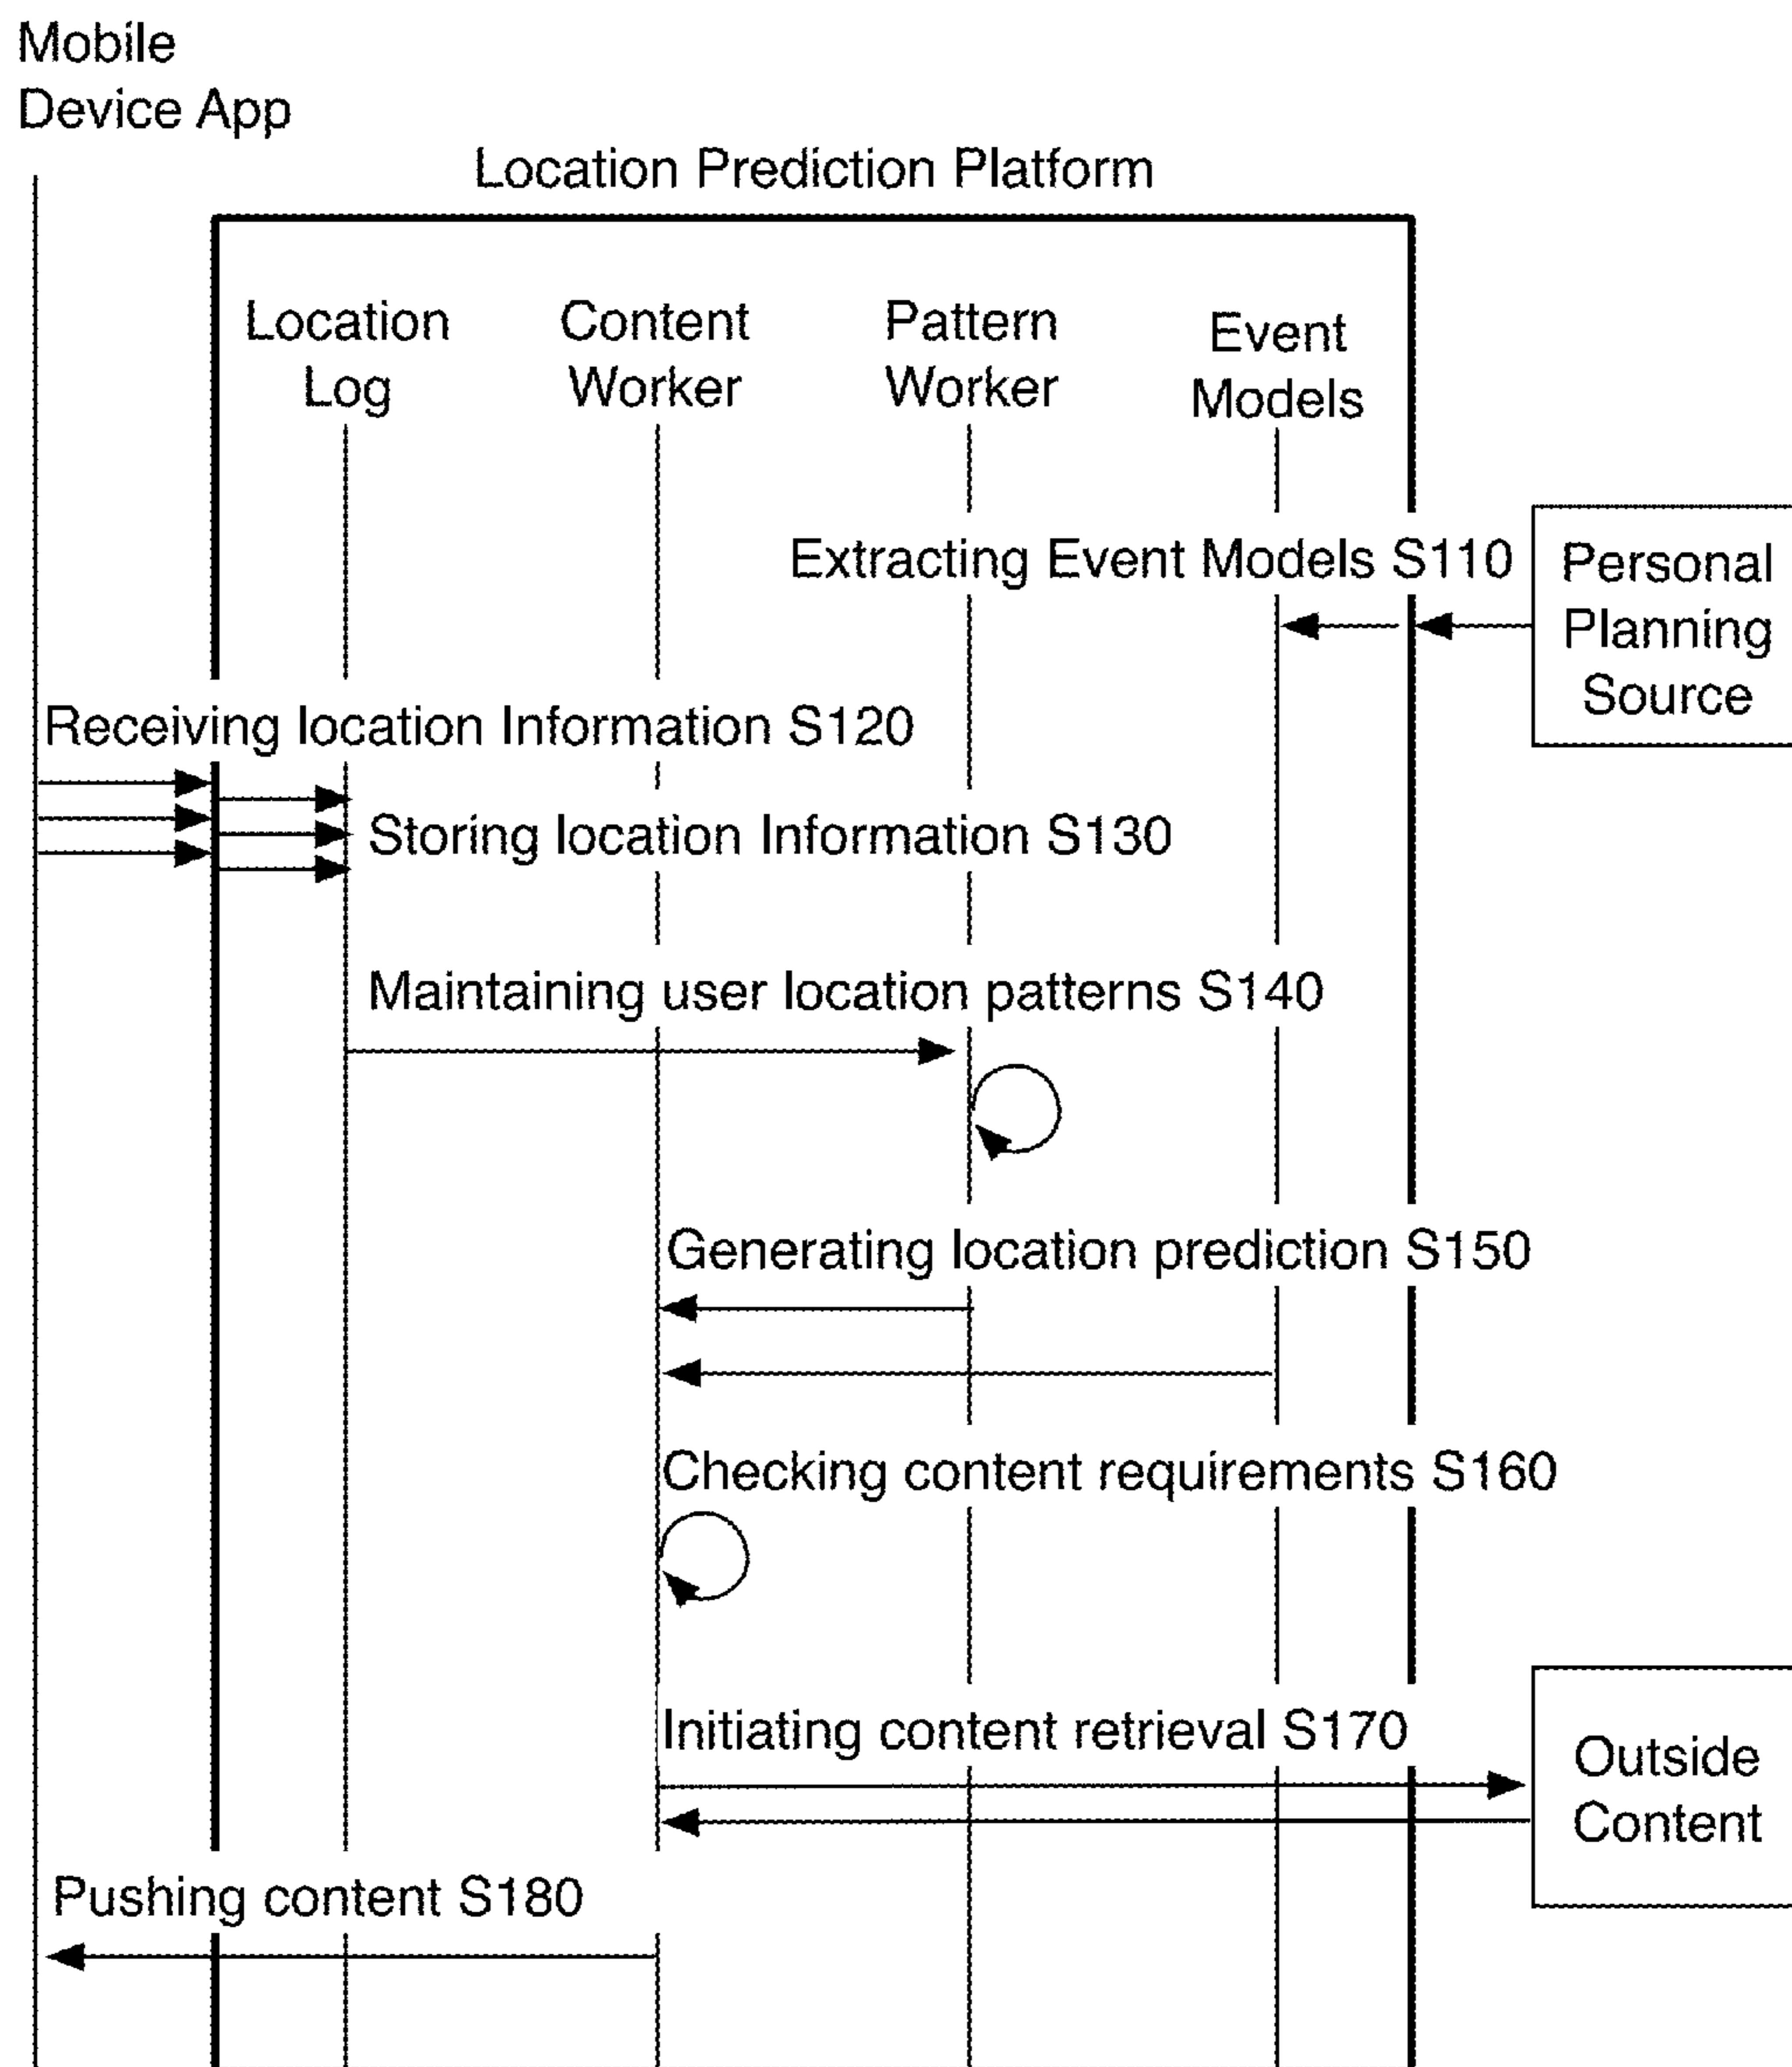 Mobile
Device App
Location Prediction Platform
Location
Log
Content
Worker
Pattern
Worker
Event
Models
Extracting Event Models S110
Personal
Planning
Source
Receiving location Information S120
Storing location Information S130
Maintaining user location patterns S140
Generating location prediction S150
Checking content requirements S160
Initiating content retrieval S170
Outside
Content
Pushing content S180